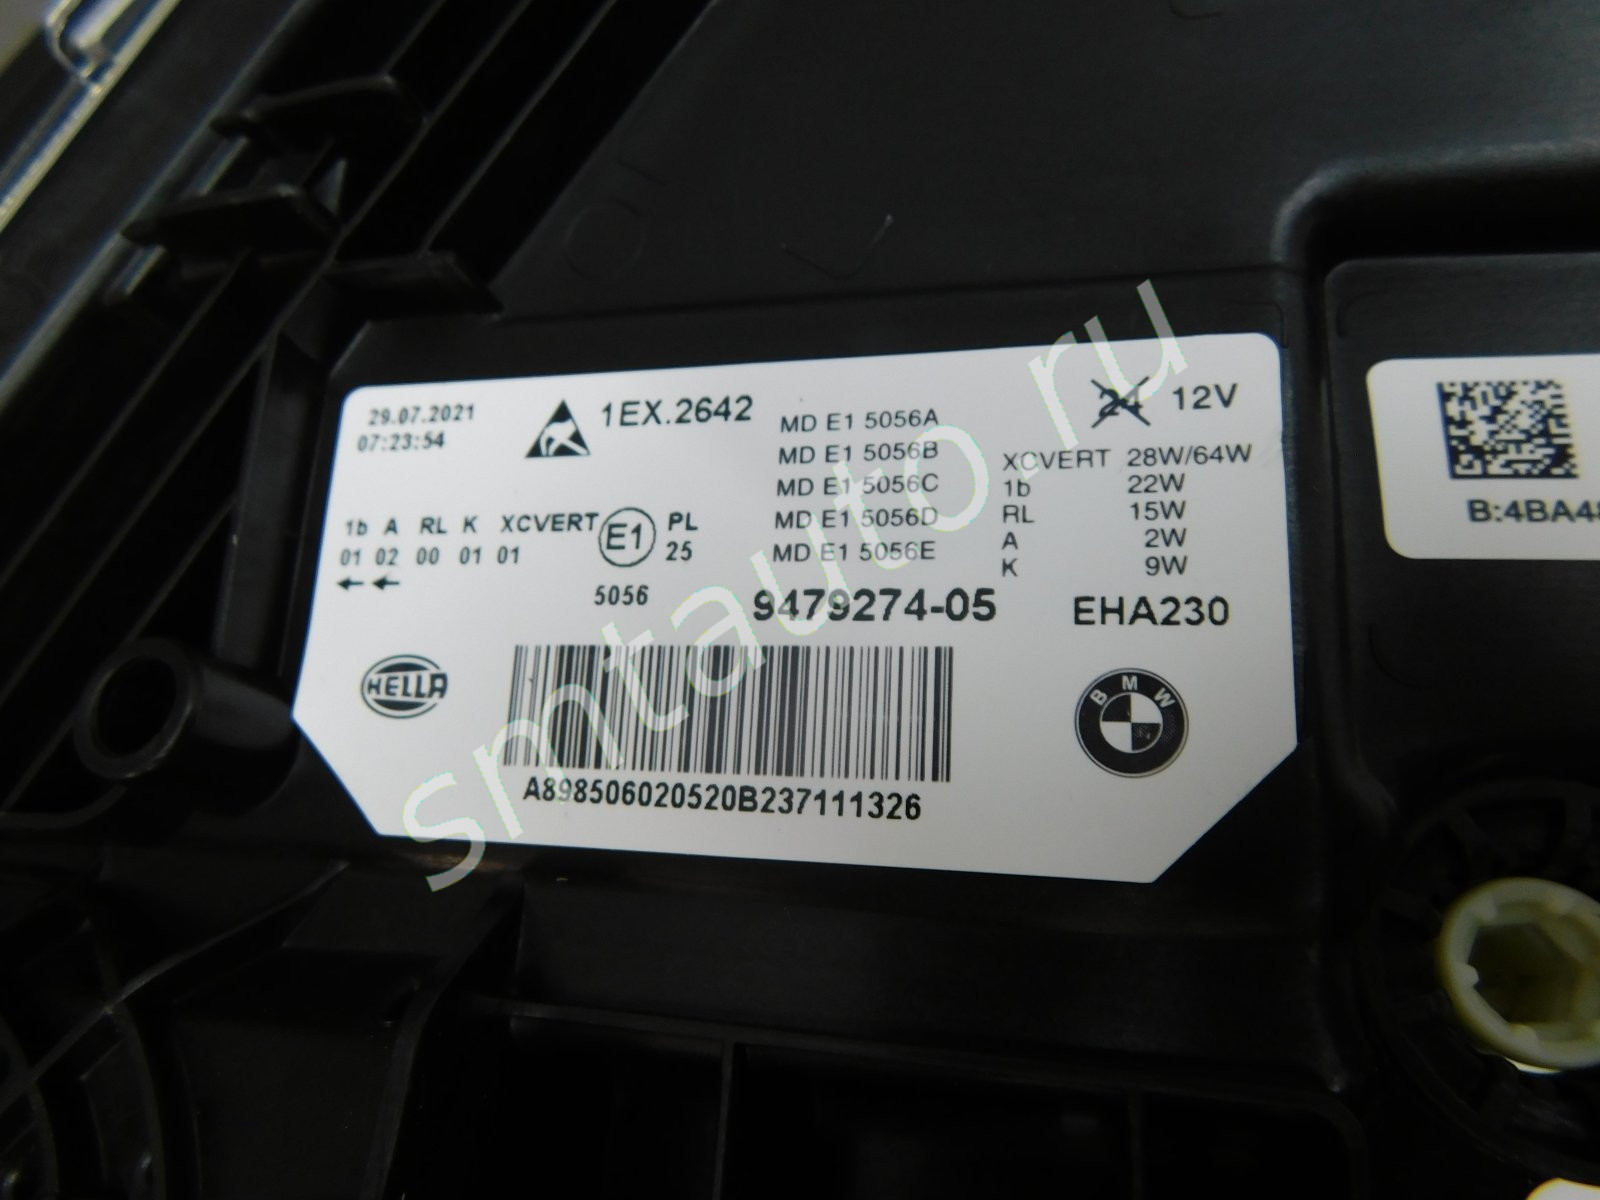 29.07.2021
07:23:54
1EX.2642
MD E1 5056A
MD E1 5056B
MD E1 5056C
MD E1 5056D
MD E1 5056E
24 12V
XCVERT 28W/64W
1b 22W
RL 15W
A 2W
K 9W
1b A RL K XCVERT
01 02 00 01 01
← ←
E1
5056
PL
25
9479274-05
EHA230
HELLA
BMW
A898506020520B237111326
B:4BA48
smtauto.ru